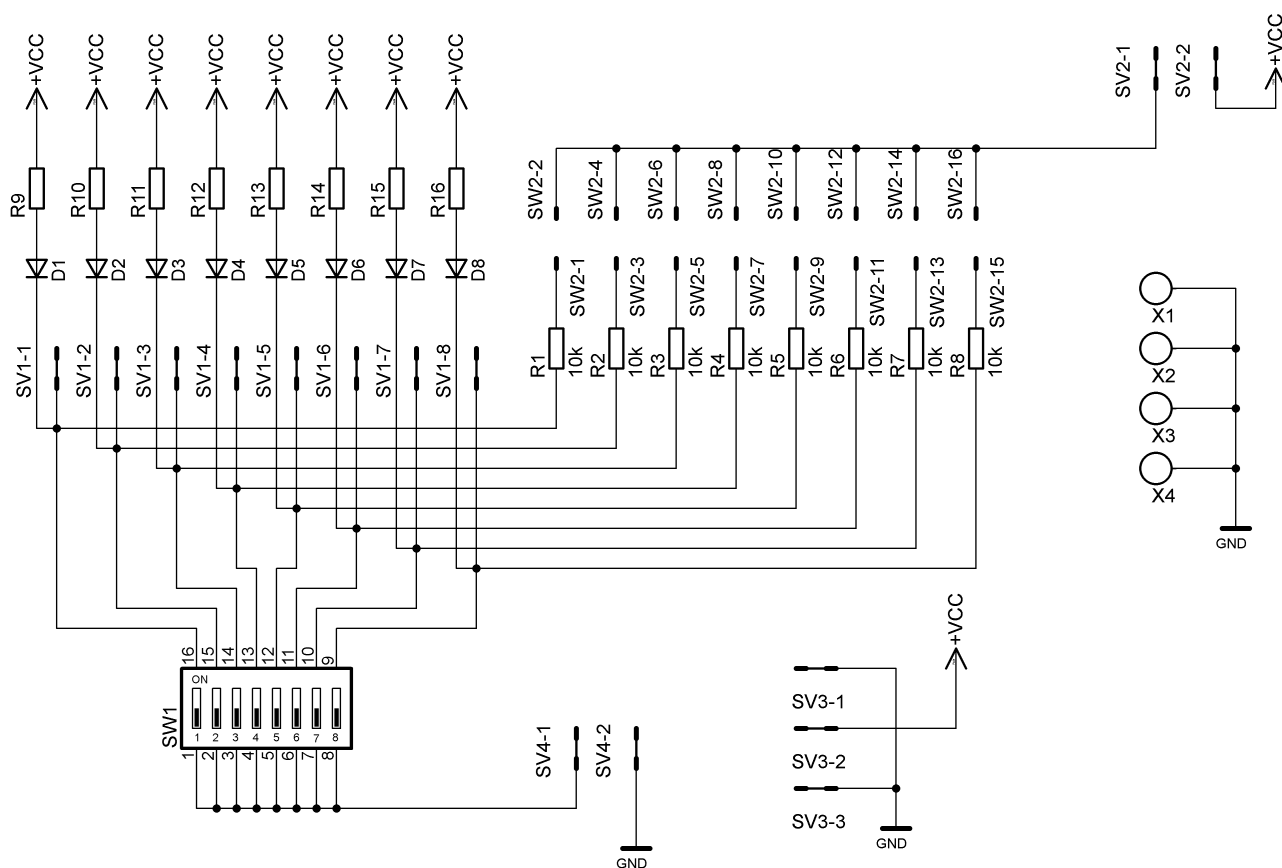 +VCC +VCC +VCC +VCC +VCC +VCC +VCC +VCC
SV2-1 SV2-2 +VCC
R9 R10 R11 R12 R13 R14 R15 R16
SW2-2 SW2-4 SW2-6 SW2-8 SW2-10 SW2-12 SW2-14 SW2-16
D1 D2 D3 D4 D5 D6 D7 D8
SW2-1 SW2-3 SW2-5 SW2-7 SW2-9 SW2-11 SW2-13 SW2-15
SV1-1 SV1-2 SV1-3 SV1-4 SV1-5 SV1-6 SV1-7 SV1-8
R1 10k R2 10k R3 10k R4 10k R5 10k R6 10k R7 10k R8 10k
X1
X2
X3
X4
GND
16 15 14 13 12 11 10 9
ON
SW1
1 2 3 4 5 6 7 8
1 2 3 4 5 6 7 8
SV4-1 SV4-2
GND
+VCC
SV3-1
SV3-2
SV3-3
GND